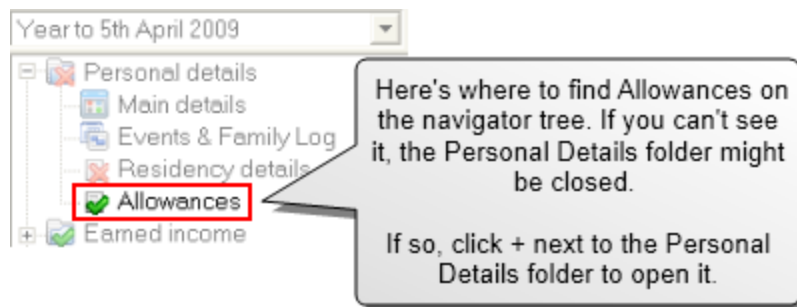 Year to 5th April 2009
Personal details
Main details
Events & Family Log
Residency details
Allowances
Earned income
Here's where to find Allowances on
the navigator tree. If you can't see
it, the Personal Details folder might
be closed.
If so, click + next to the Personal
Details folder to open it.